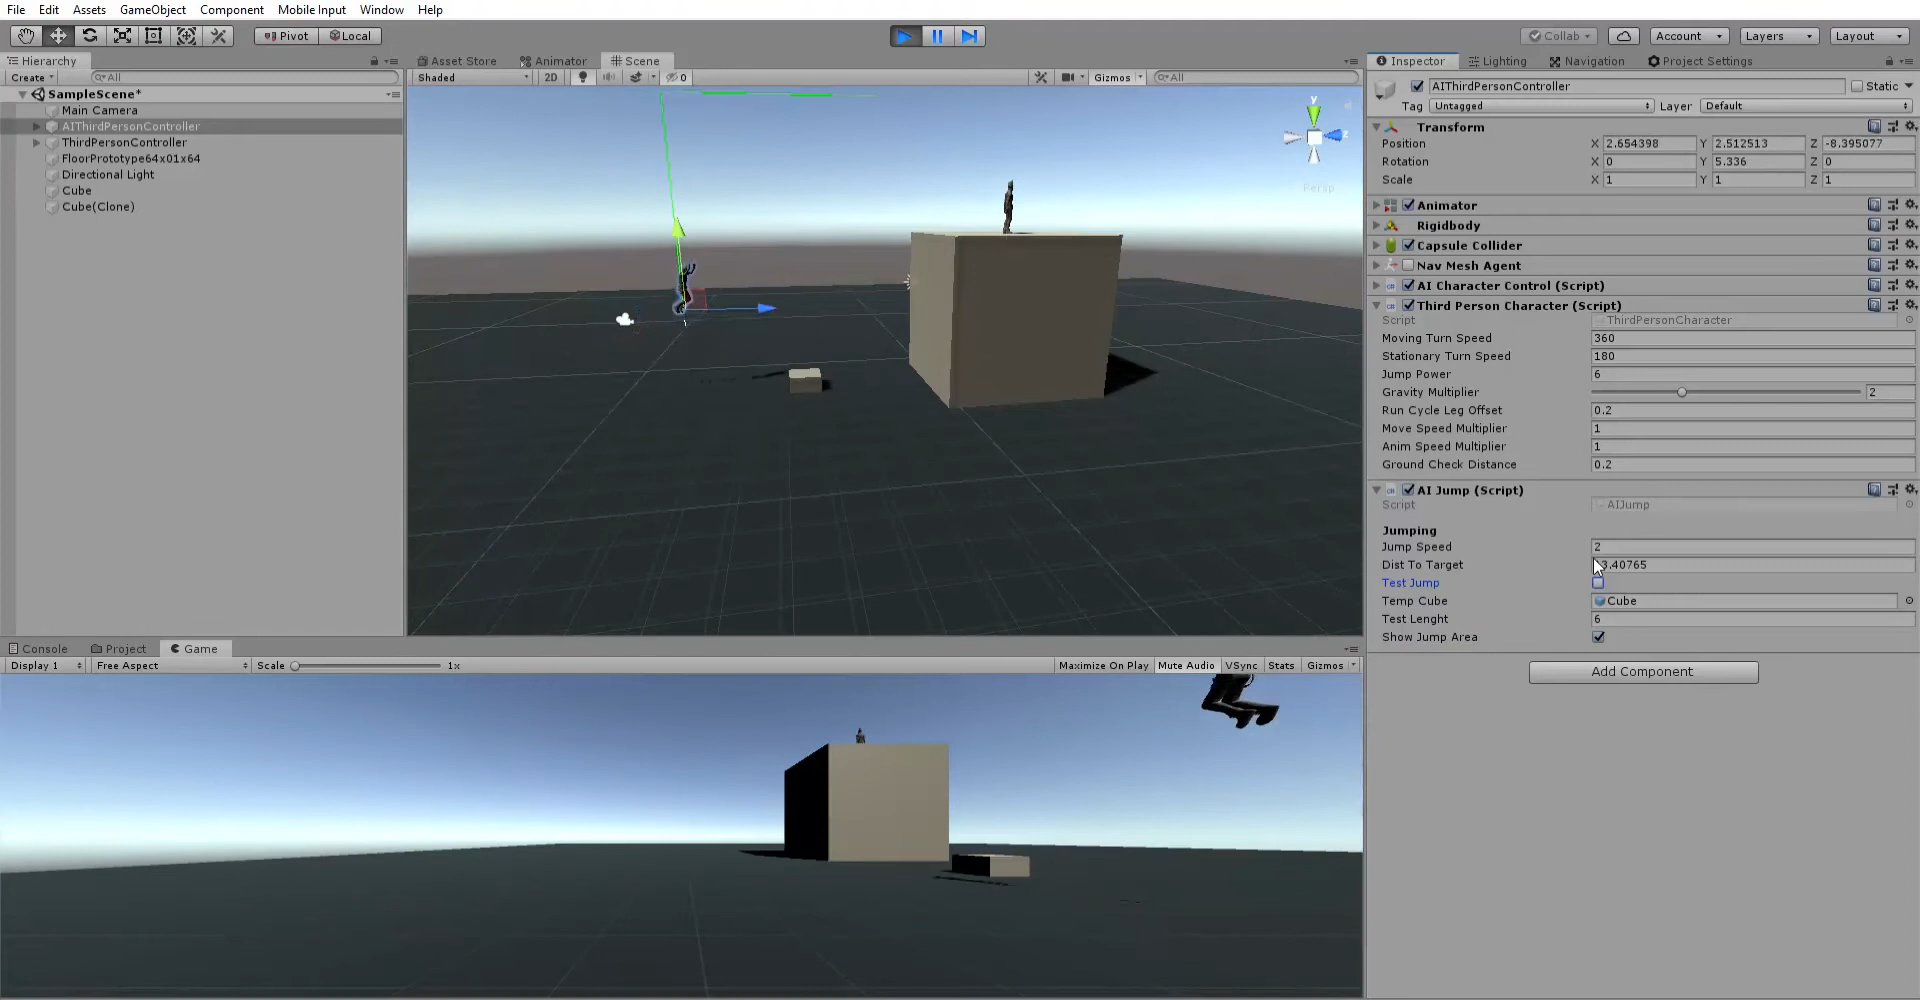 File Edit Assets GameObject Component Mobile Input Window Help
Pivot Local Collab Account Layers Layout
Hierarchy Asset Store Animator Scene Inspector Lighting Navigation Project Settings
Create All Shaded 2D 0 Gizmos All
SampleScene*
Main Camera
AIThirdPersonController
ThirdPersonController
FloorPrototype64x01x64
Directional Light
Cube
Cube(Clone)
y
z
Persp
AIThirdPersonController Static
Tag Untagged Layer Default
Transform
Position X 2.654398 Y 2.512513 Z -8.395077
Rotation X 0 Y 5.336 Z 0
Scale X 1 Y 1 Z 1
Animator
Rigidbody
Capsule Collider
Nav Mesh Agent
AI Character Control (Script)
Third Person Character (Script)
Script ThirdPersonCharacter
Moving Turn Speed 360
Stationary Turn Speed 180
Jump Power 6
Gravity Multiplier 2
Run Cycle Leg Offset 0.2
Move Speed Multiplier 1
Anim Speed Multiplier 1
Ground Check Distance 0.2
AI Jump (Script)
Script AIJump
Jumping
Jump Speed 2
Dist To Target 3.40765
Test Jump
Temp Cube Cube
Test Lenght 6
Show Jump Area
Add Component
Console Project Game
Display 1 Free Aspect Scale 1x Maximize On Play Mute Audio VSync Stats Gizmos